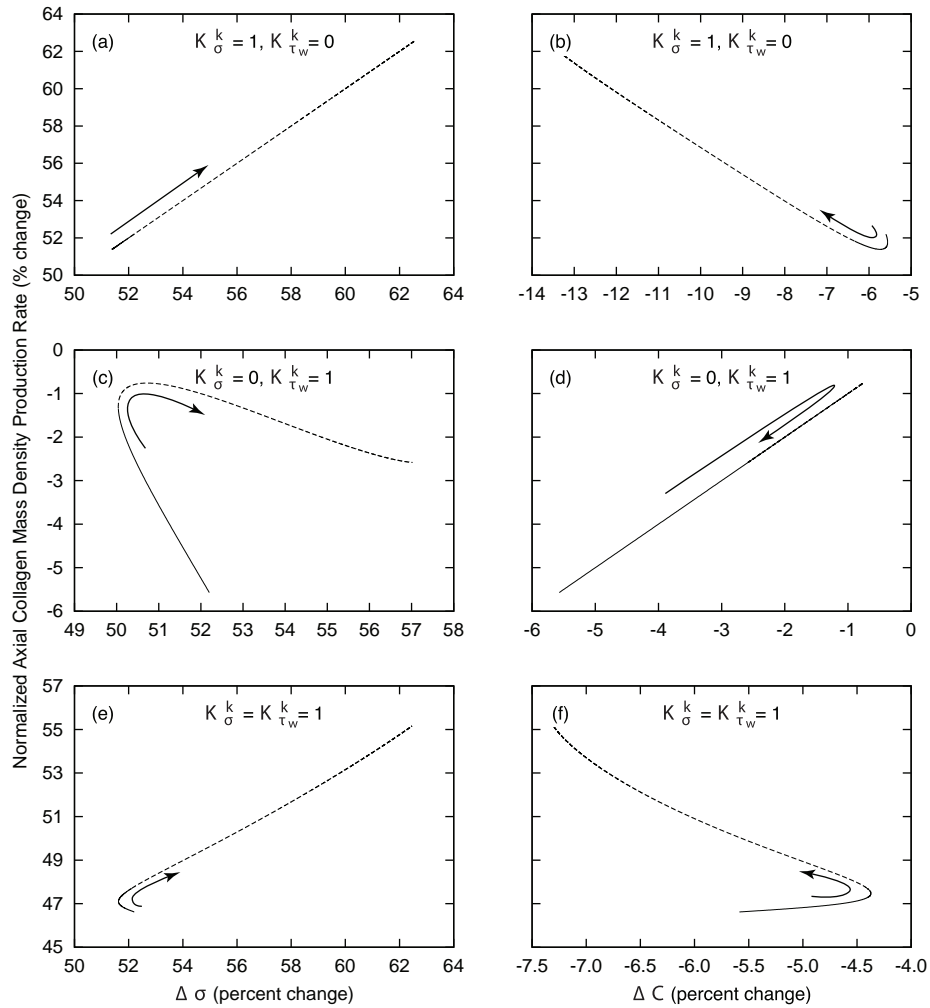 Normalized Axial Collagen Mass Density Production Rate (% change)
(a) K k σ = 1, K k τw = 0
64
62
60
58
56
54
52
50
50 52 54 56 58 60 62 64
(b) K k σ = 1, K k τw = 0
-14 -13 -12 -11 -10 -9 -8 -7 -6 -5
(c) K k σ = 0, K k τw = 1
0
-1
-2
-3
-4
-5
-6
49 50 51 52 53 54 55 56 57 58
(d) K k σ = 0, K k τw = 1
-6 -5 -4 -3 -2 -1 0
(e) K k σ = K k τw = 1
57
55
53
51
49
47
45
50 52 54 56 58 60 62 64
Δ σ (percent change)
(f) K k σ = K k τw = 1
-7.5 -7.0 -6.5 -6.0 -5.5 -5.0 -4.5 -4.0
Δ C (percent change)